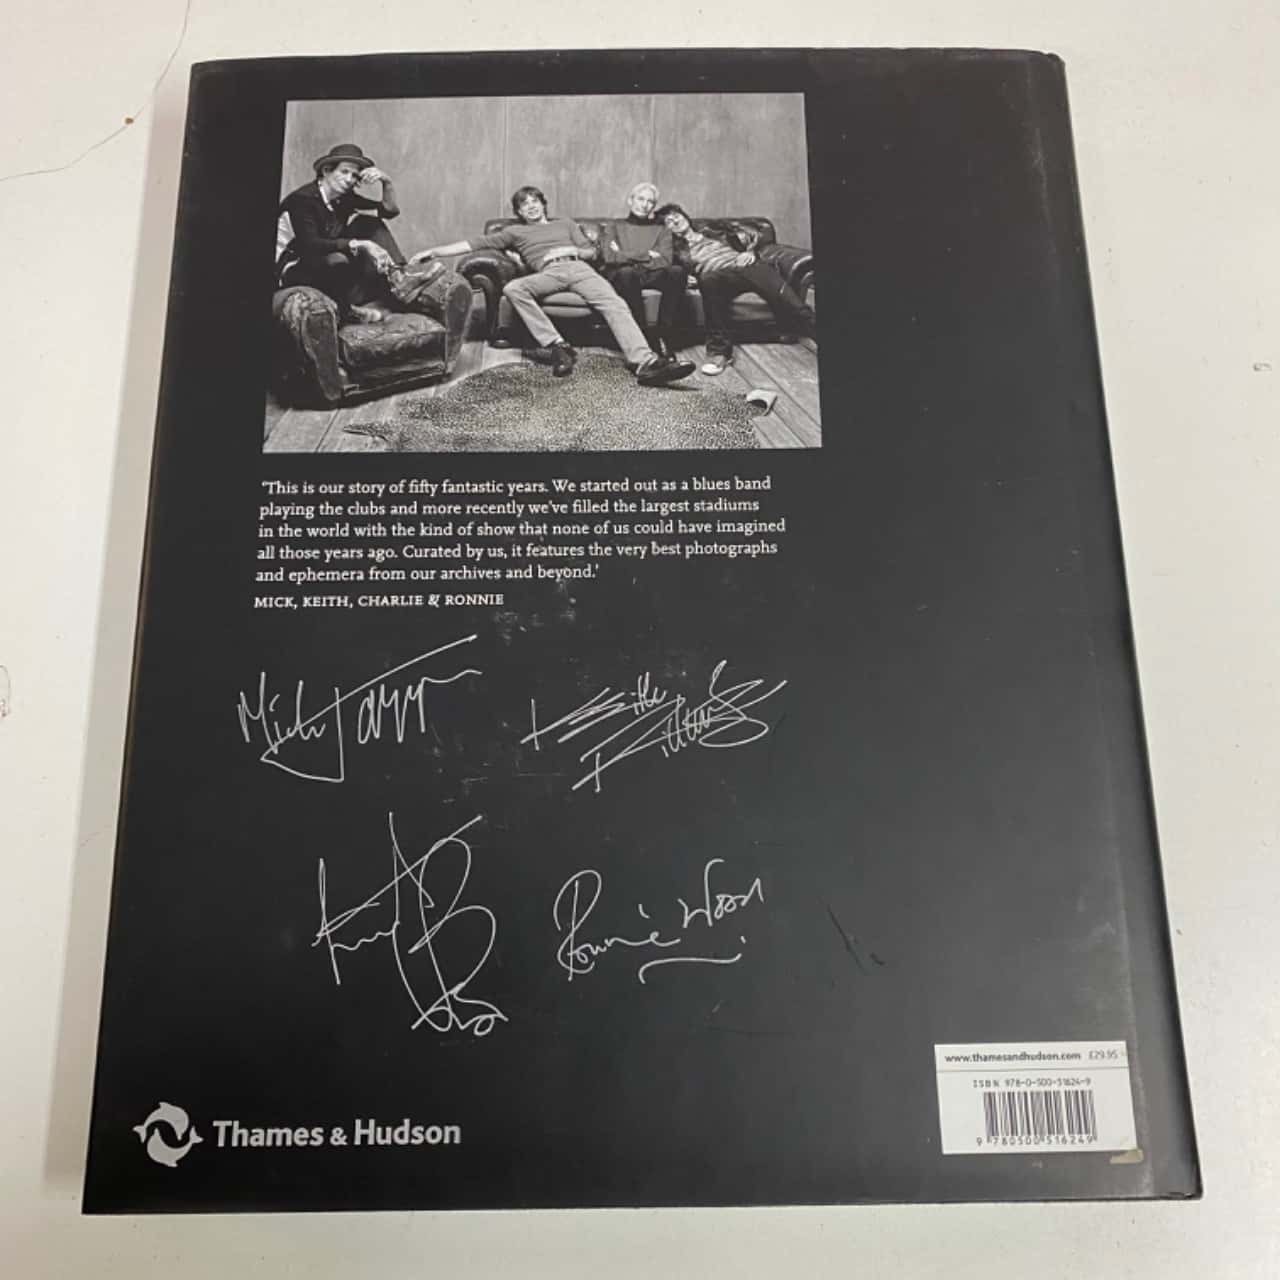 'This is our story of fifty fantastic years. We started out as a blues band
playing the clubs and more recently we've filled the largest stadiums
in the world with the kind of show that none of us could have imagined
all those years ago. Curated by us, it features the very best photographs
and ephemera from our archives and beyond.'
MICK, KEITH, CHARLIE & RONNIE
Mick Jagger
Keith Richards
Ronnie Wood
Thames & Hudson
www.thamesandhudson.com £29.95
ISBN 978-0-500-51624-9
9 780500 516249